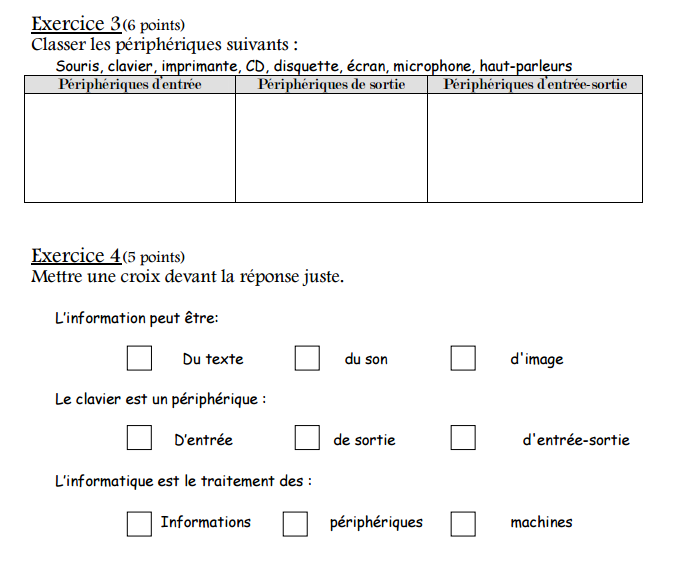 Exercice 3(6 points)
Classer les périphériques suivants :
Souris, clavier, imprimante, CD, disquette, écran, microphone, haut-parleurs
Périphériques d'entrée Périphériques de sortie Périphériques d'entrée-sortie
Exercice 4(5 points)
Mettre une croix devant la réponse juste.
L'information peut être:
Du texte du son d'image
Le clavier est un périphérique :
D'entrée de sortie d'entrée-sortie
L'informatique est le traitement des :
Informations périphériques machines